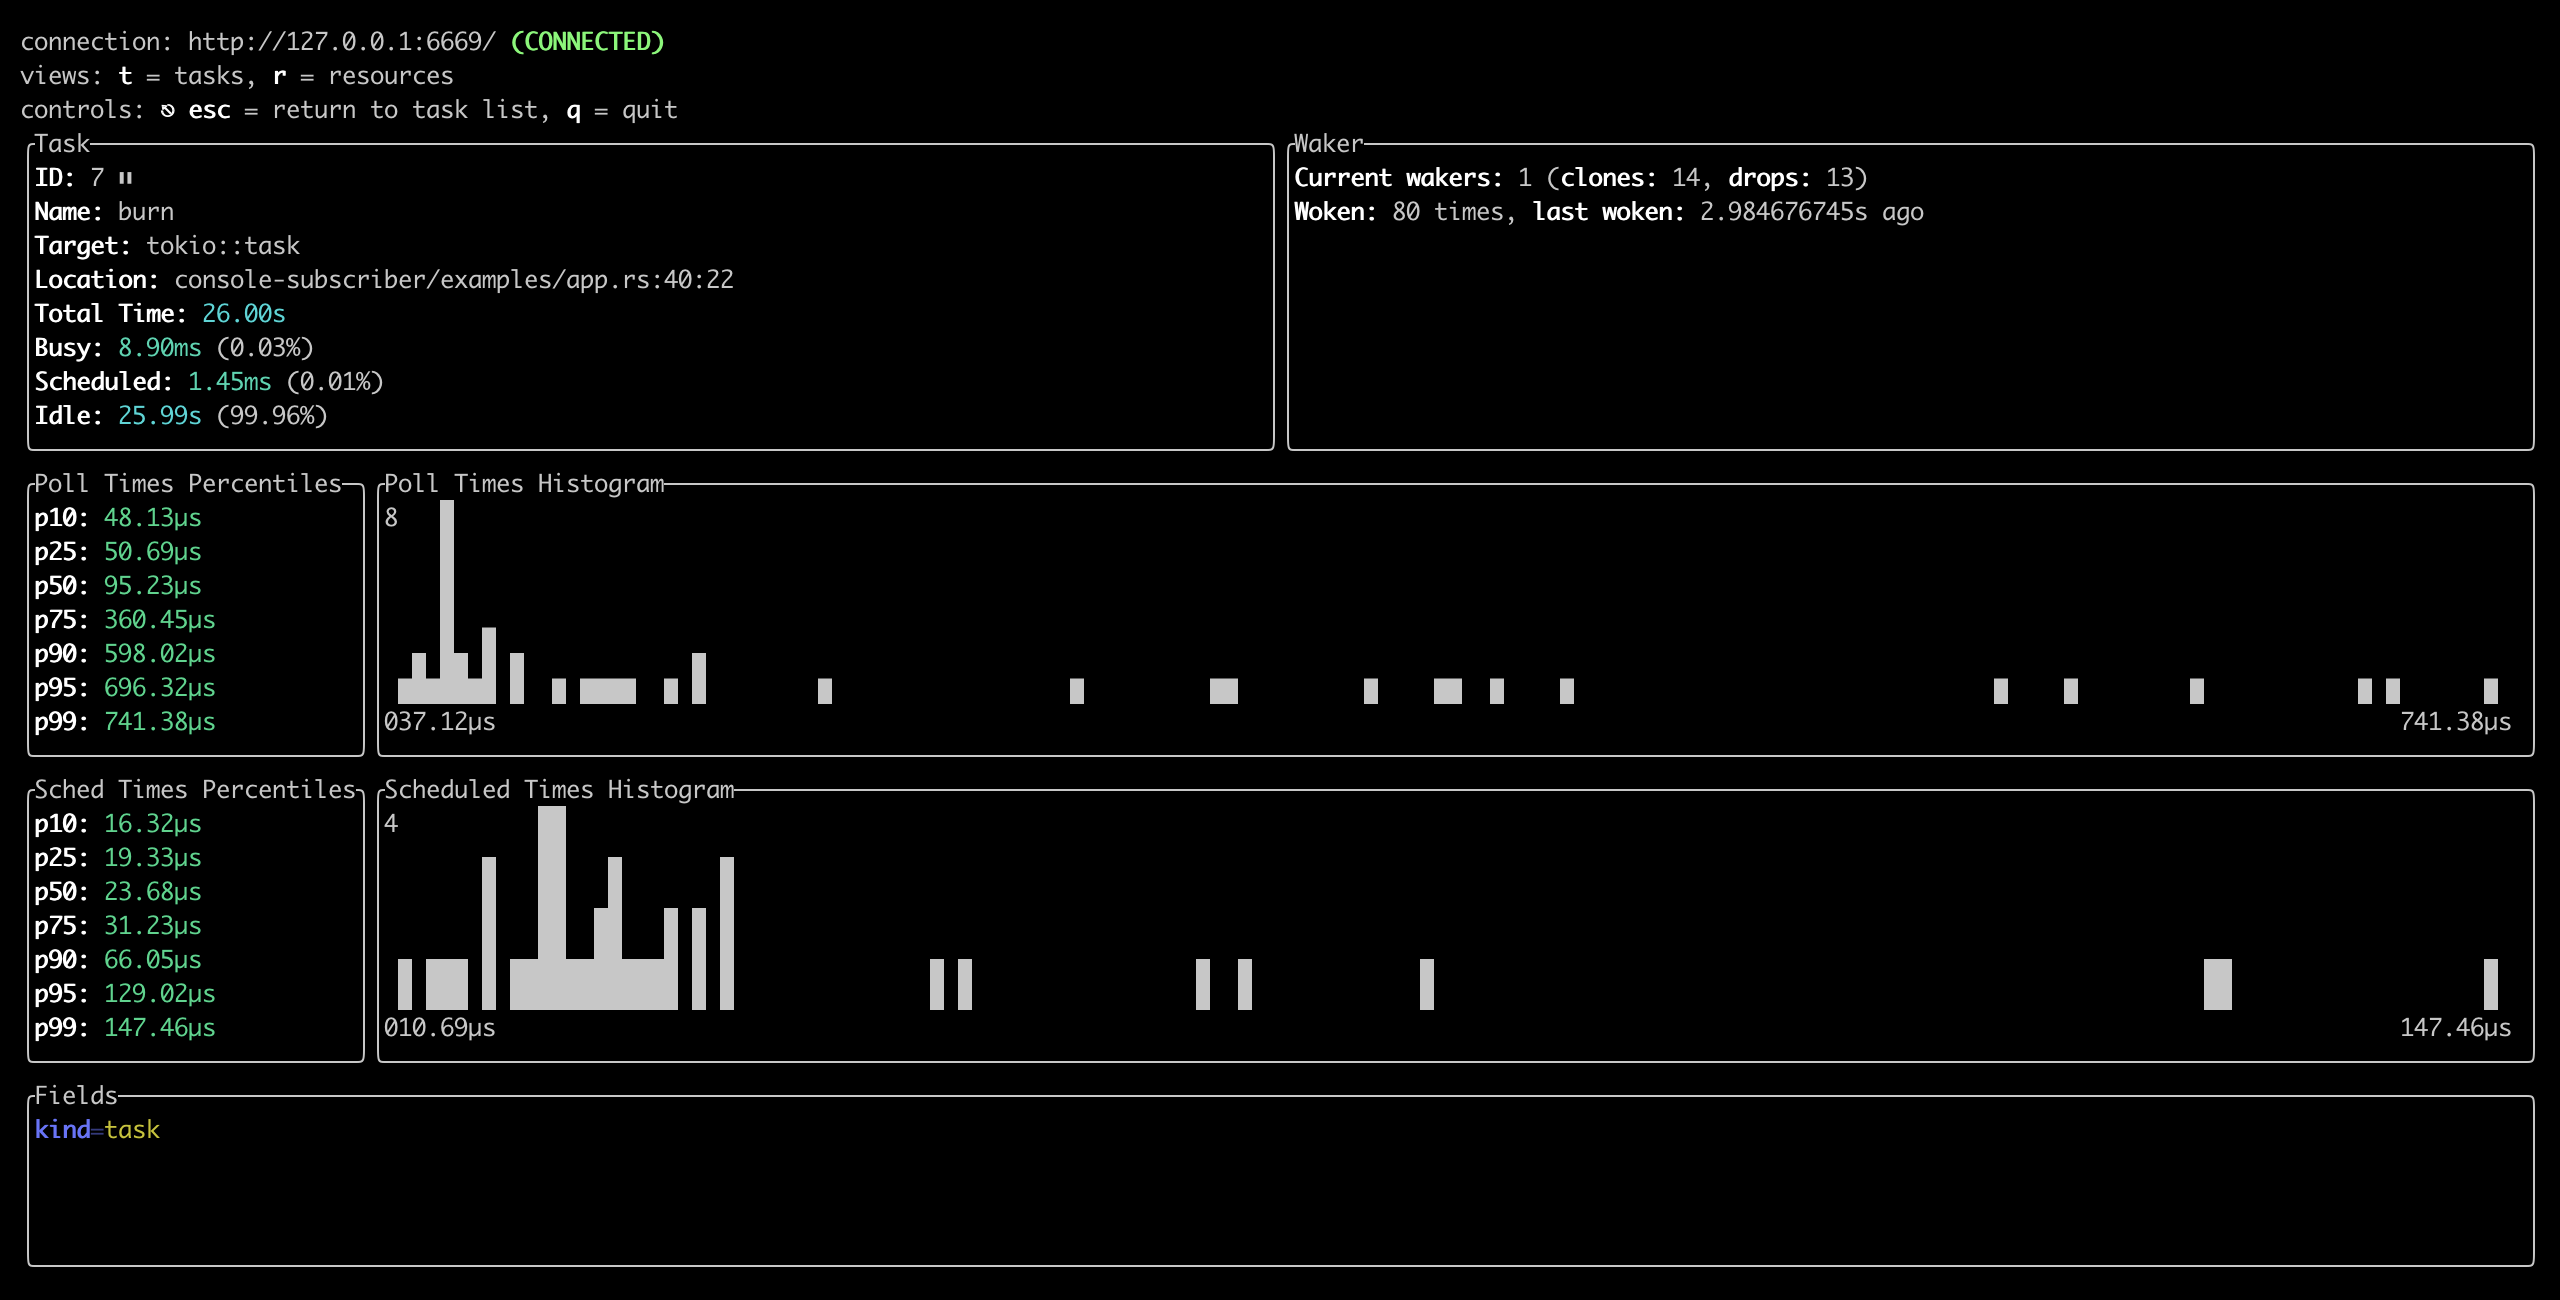 connection: http://127.0.0.1:6669/ (CONNECTED)
views: t = tasks, r = resources
controls: ⎋ esc = return to task list, q = quit
Task
ID: 7 ⏸
Name: burn
Target: tokio::task
Location: console-subscriber/examples/app.rs:40:22
Total Time: 26.00s
Busy: 8.90ms (0.03%)
Scheduled: 1.45ms (0.01%)
Idle: 25.99s (99.96%)
Waker
Current wakers: 1 (clones: 14, drops: 13)
Woken: 80 times, last woken: 2.984676745s ago
Poll Times Percentiles
p10: 48.13µs
p25: 50.69µs
p50: 95.23µs
p75: 360.45µs
p90: 598.02µs
p95: 696.32µs
p99: 741.38µs
Poll Times Histogram
8
037.12µs 741.38µs
Sched Times Percentiles
p10: 16.32µs
p25: 19.33µs
p50: 23.68µs
p75: 31.23µs
p90: 66.05µs
p95: 129.02µs
p99: 147.46µs
Scheduled Times Histogram
4
010.69µs 147.46µs
Fields
kind=task